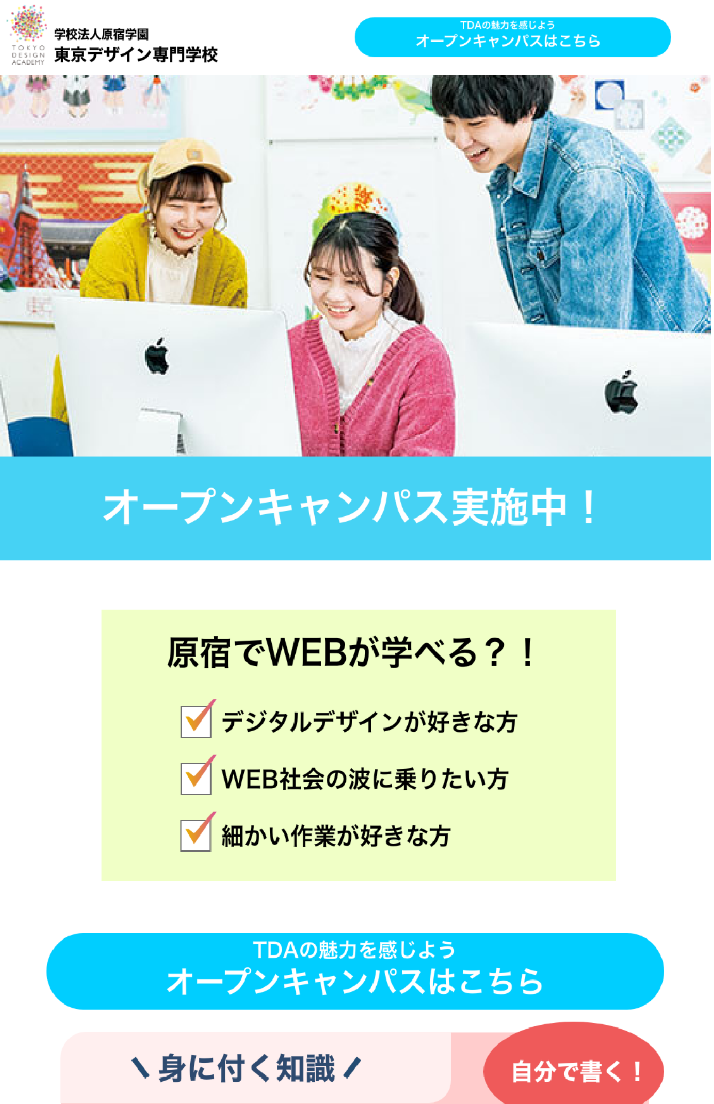 TOKYO
DESIGN
ACADEMY
学校法人原宿学園
東京デザイン専門学校
TDAの魅力を感じよう
オープンキャンパスはこちら
オープンキャンパス実施中！
原宿でWEBが学べる？！
デジタルデザインが好きな方
WEB社会の波に乗りたい方
細かい作業が好きな方
TDAの魅力を感じよう
オープンキャンパスはこちら
\ 身に付く知識 /
自分で書く！